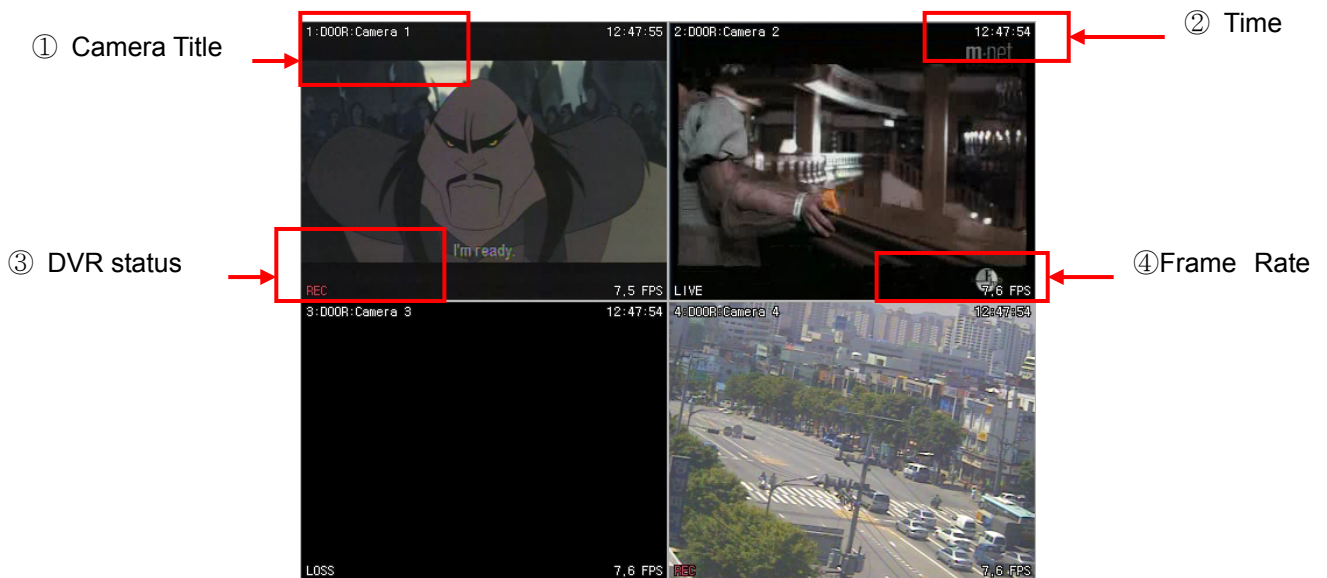 ① Camera Title
② Time
1:DOOR:Camera 1 12:47:55
2:DOOR:Camera 2 12:47:54
m·net
I'm ready.
③ DVR status
④Frame Rate
REC 7,5 FPS
LIVE 7,6 FPS
3:DOOR:Camera 3 12:47:54
4:DOOR:Camera 4 12:47:54
LOSS 7,6 FPS
REC 7,6 FPS